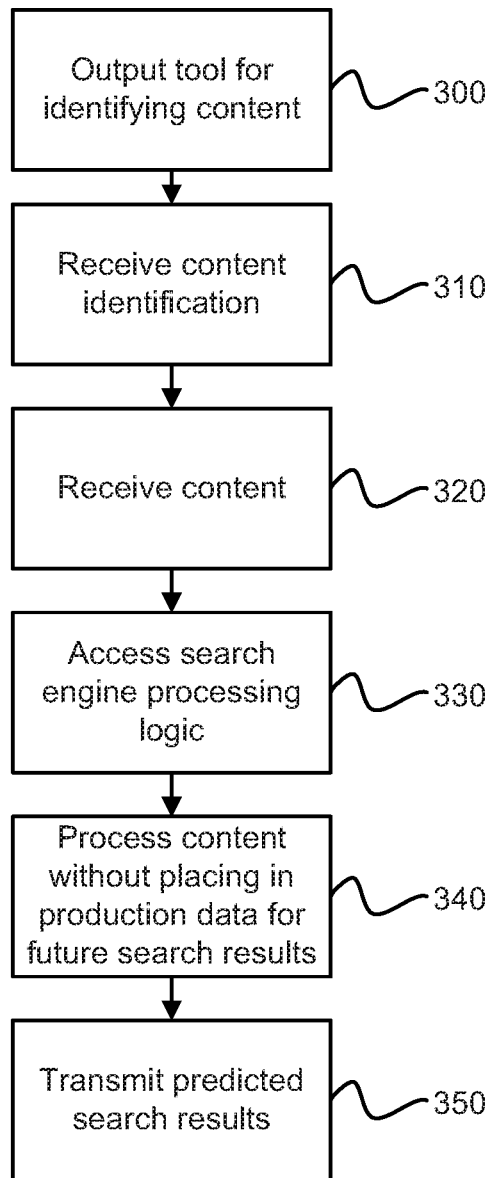 Output tool for
identifying content
300
Receive content
identification
310
Receive content
320
Access search
engine processing
logic
330
Process content
without placing in
production data for
future search results
340
Transmit predicted
search results
350